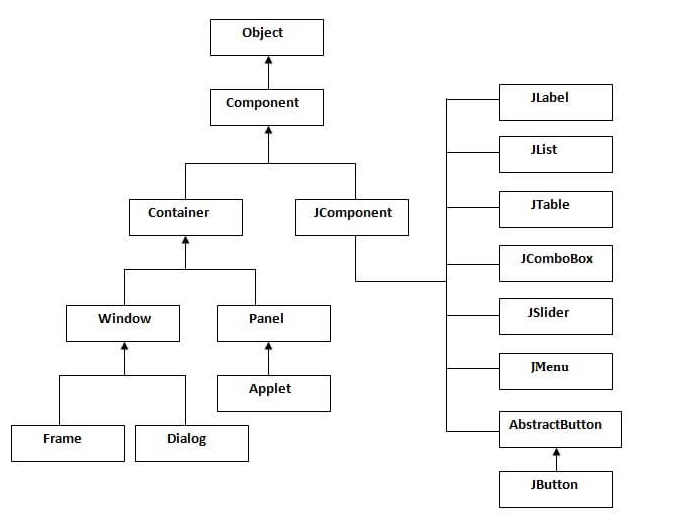 Object
Component
Container
JComponent
Window
Panel
Applet
Frame
Dialog
JLabel
JList
JTable
JComboBox
JSlider
JMenu
AbstractButton
JButton